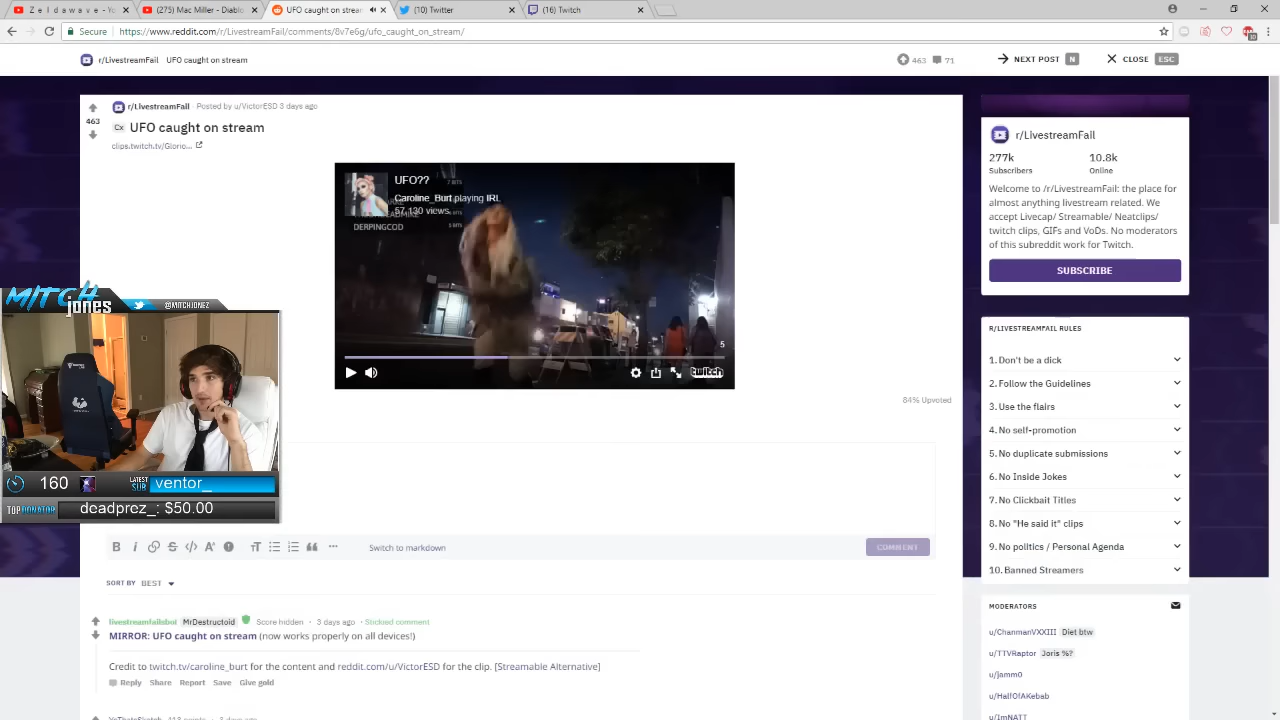 Z e l d a w a v e - Yo
(275) Mac Miller - Diablo
UFO caught on stream
(10) Twitter
(16) Twitch
Secure
https://www.reddit.com/r/LivestreamFail/comments/8v7e6g/ufo_caught_on_stream/
r/LivestreamFail UFO caught on stream
463 71
NEXT POST N
CLOSE ESC
r/LivestreamFail · Posted by u/VictorESD 3 days ago
463
Cx UFO caught on stream
clips.twitch.tv/Glorio...
UFO??
Caroline_Burt playing IRL
57,130 views
DERPINGCOD
5
twitch
84% Upvoted
r/LivestreamFail
277k 10.8k
Subscribers Online
Welcome to /r/LivestreamFail: the place for
almost anything livestream related. We
accept Livecap/ Streamable/ Neatclips/
twitch clips, GIFs and VoDs. No moderators
of this subreddit work for Twitch.
SUBSCRIBE
R/LIVESTREAMFAIL RULES
1. Don't be a dick
2. Follow the Guidelines
3. Use the flairs
4. No self-promotion
5. No duplicate submissions
6. No Inside Jokes
7. No Clickbait Titles
8. No "He said it" clips
9. No politics / Personal Agenda
10. Banned Streamers
MODERATORS
u/ChanmanVXXIII Diet btw
u/TTVRaptor Joris %?
u/jamm0
u/HalfOfAKebab
u/ImNATT
MITCH
jones
@MITCHJONEZ
160
LATEST SUB
ventor_
TOP DONATOR
deadprez_: $50.00
Switch to markdown
COMMENT
SORT BY BEST
livestreamfailsbot MrDestructoid Score hidden · 3 days ago · Stickied comment
MIRROR: UFO caught on stream (now works properly on all devices!)
Credit to twitch.tv/caroline_burt for the content and reddit.com/u/VictorESD for the clip. [Streamable Alternative]
Reply Share Report Save Give gold